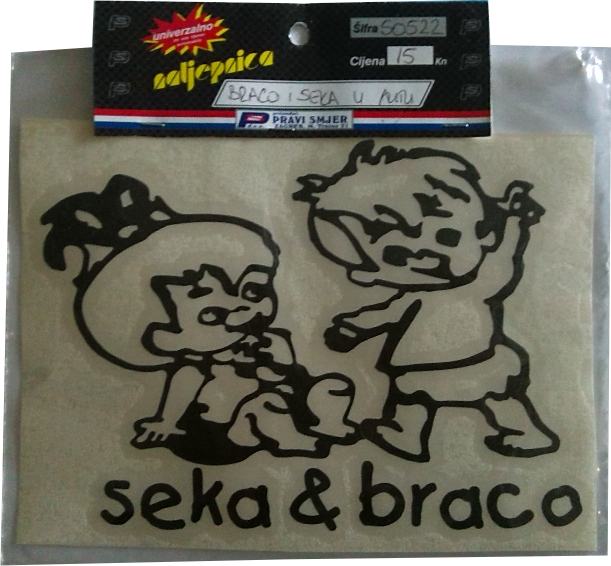 univerzalno
naljepnica
Šifra 50522
Cijena 15 Kn
BRACO I SEKA U AUTU
PRAVI SMJER
ZAGREB,
seka & braco